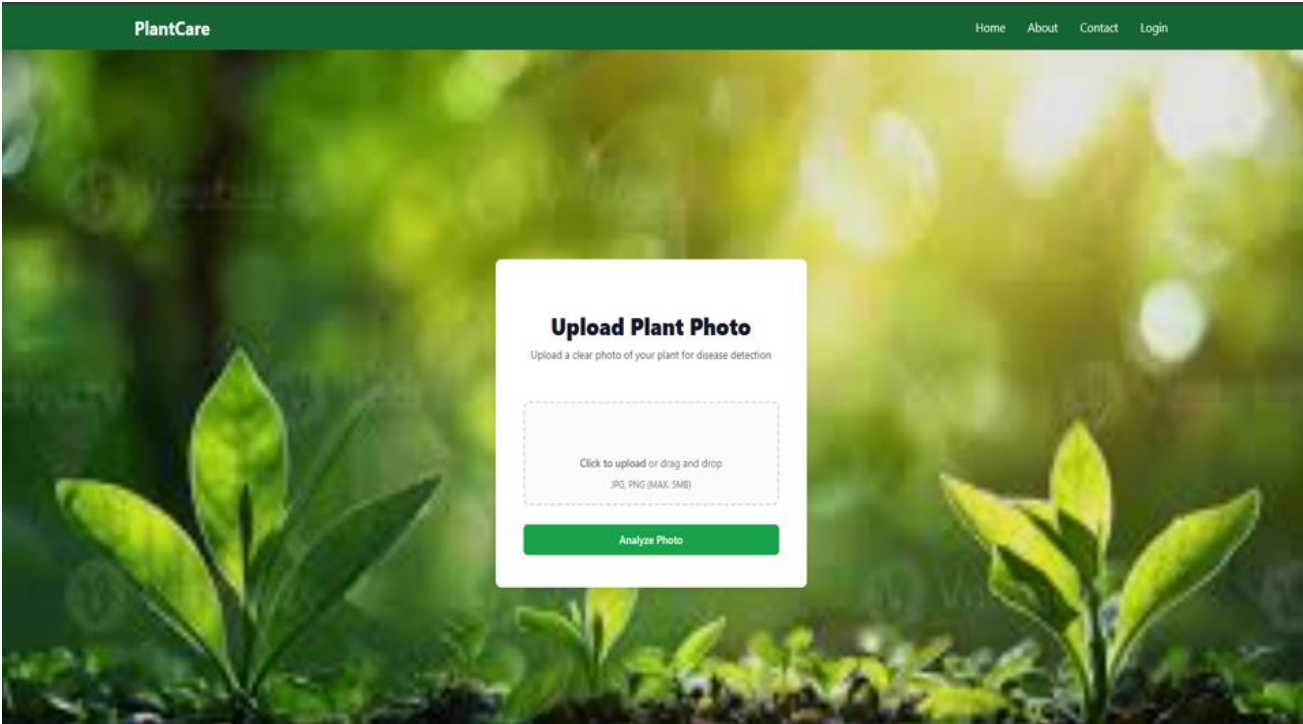 PlantCare
Home About Contact Login
Upload Plant Photo
Upload a clear photo of your plant for disease detection
Click to upload or drag and drop
JPG, PNG (MAX. 5MB)
Analyze Photo